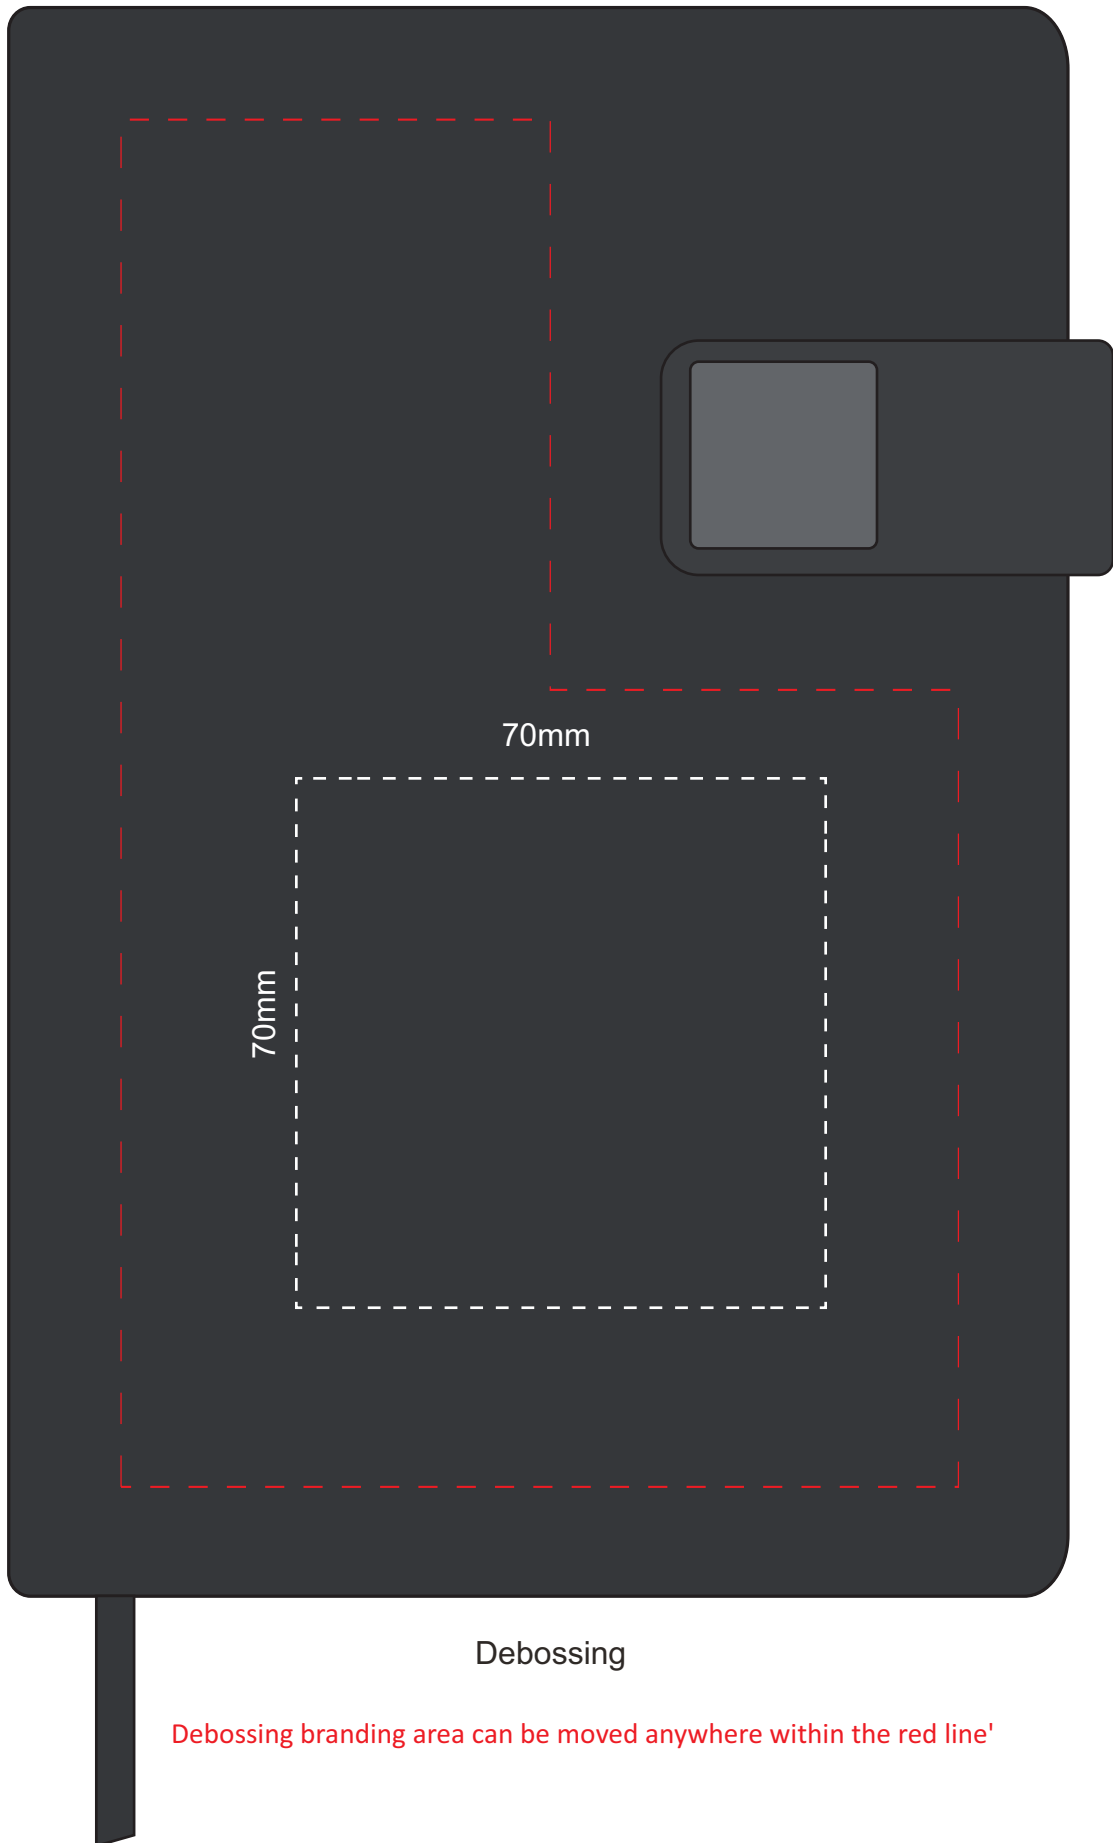 70mm
70mm
Debossing
Debossing branding area can be moved anywhere within the red line'